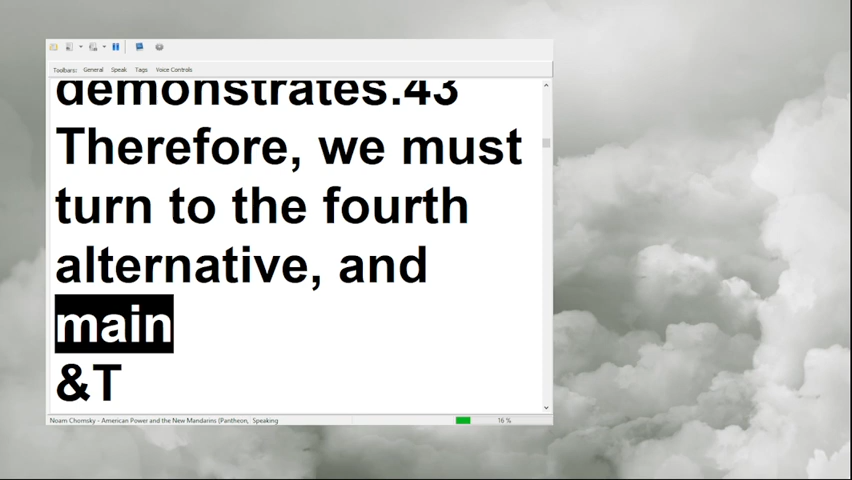 Toolbars: General Speak Tags Voice Controls
demonstrates.43
Therefore, we must
turn to the fourth
alternative, and
main
&T
Noam Chomsky - American Power and the New Mandarins (Pantheon, Speaking 16 %